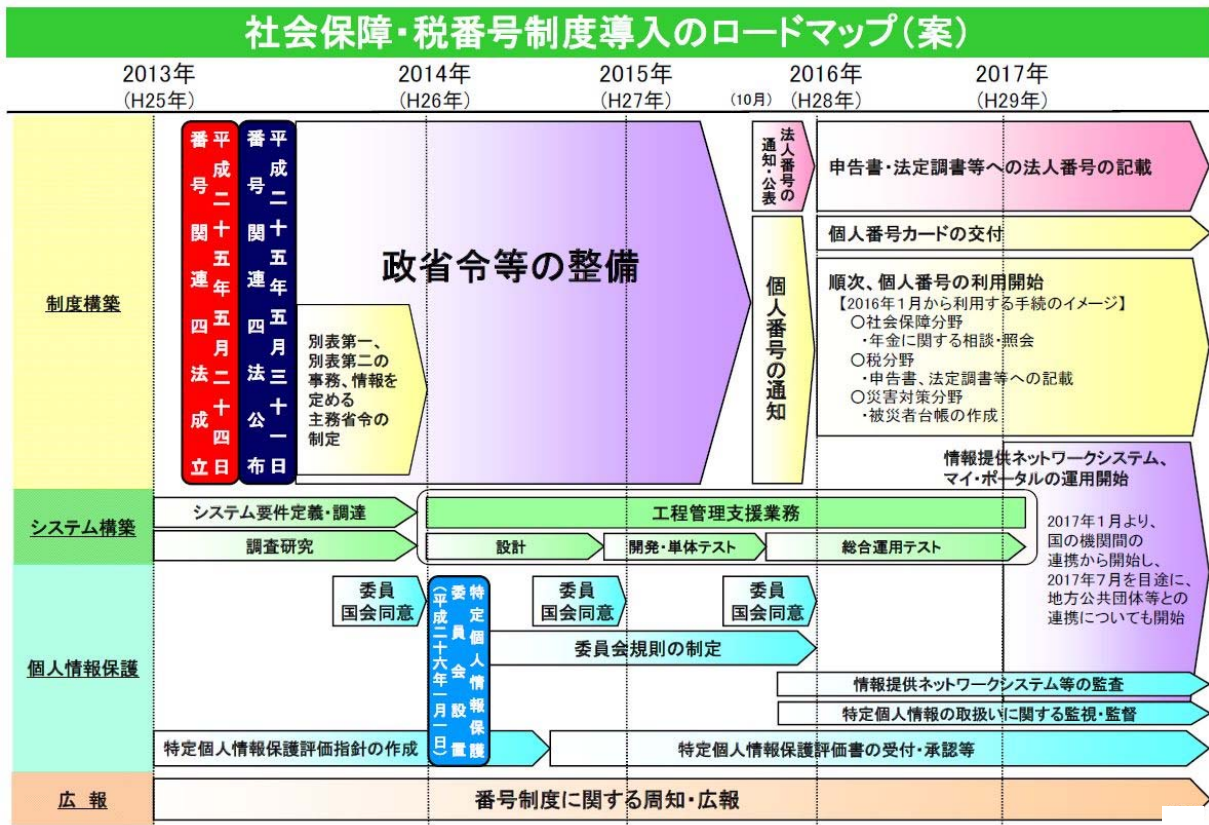 社会保障・税番号制度導入のロードマップ(案)
2013年
(H25年)
2014年
(H26年)
2015年
(H27年)
(10月)
2016年
(H28年)
2017年
(H29年)
制度構築
平成二十五年五月二十四日
番号関連四法成立
平成二十五年五月三十一日
番号関連四法公布
政省令等の整備
別表第一、
別表第二の
事務、情報を
定める
主務省令の
制定
法人番号の
通知・公表
個人番号の通知
申告書・法定調書等への法人番号の記載
個人番号カードの交付
順次、個人番号の利用開始
【2016年1月から利用する手続のイメージ】
○社会保障分野
・年金に関する相談・照会
○税分野
・申告書、法定調書等への記載
○災害対策分野
・被災者台帳の作成
情報提供ネットワークシステム、
マイ・ポータルの運用開始
2017年1月より、
国の機関間の
連携から開始し、
2017年7月を目途に、
地方公共団体等との
連携についても開始
システム構築
システム要件定義・調達
工程管理支援業務
調査研究
設計
開発・単体テスト
総合運用テスト
個人情報保護
委員
国会同意
特定個人情報保護
委員会設置
(平成二十六年一月一日)
委員
国会同意
委員
国会同意
委員会規則の制定
情報提供ネットワークシステム等の監査
特定個人情報の取扱いに関する監視・監督
特定個人情報保護評価指針の作成
特定個人情報保護評価書の受付・承認等
広報
番号制度に関する周知・広報